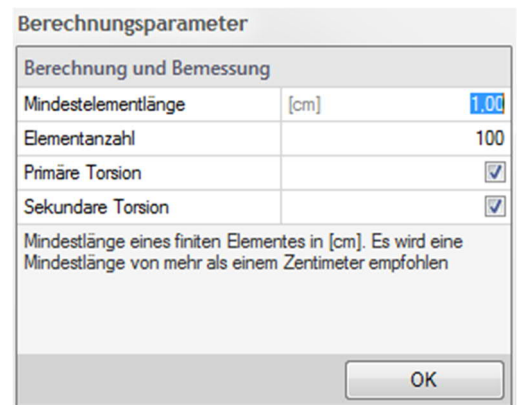 Berechnungsparameter
Berechnung und Bemessung
Mindestelementlänge [cm] 1,00
Elementanzahl 100
Primäre Torsion
Sekundare Torsion
Mindestlänge eines finiten Elementes in [cm]. Es wird eine
Mindestlänge von mehr als einem Zentimeter empfohlen
OK